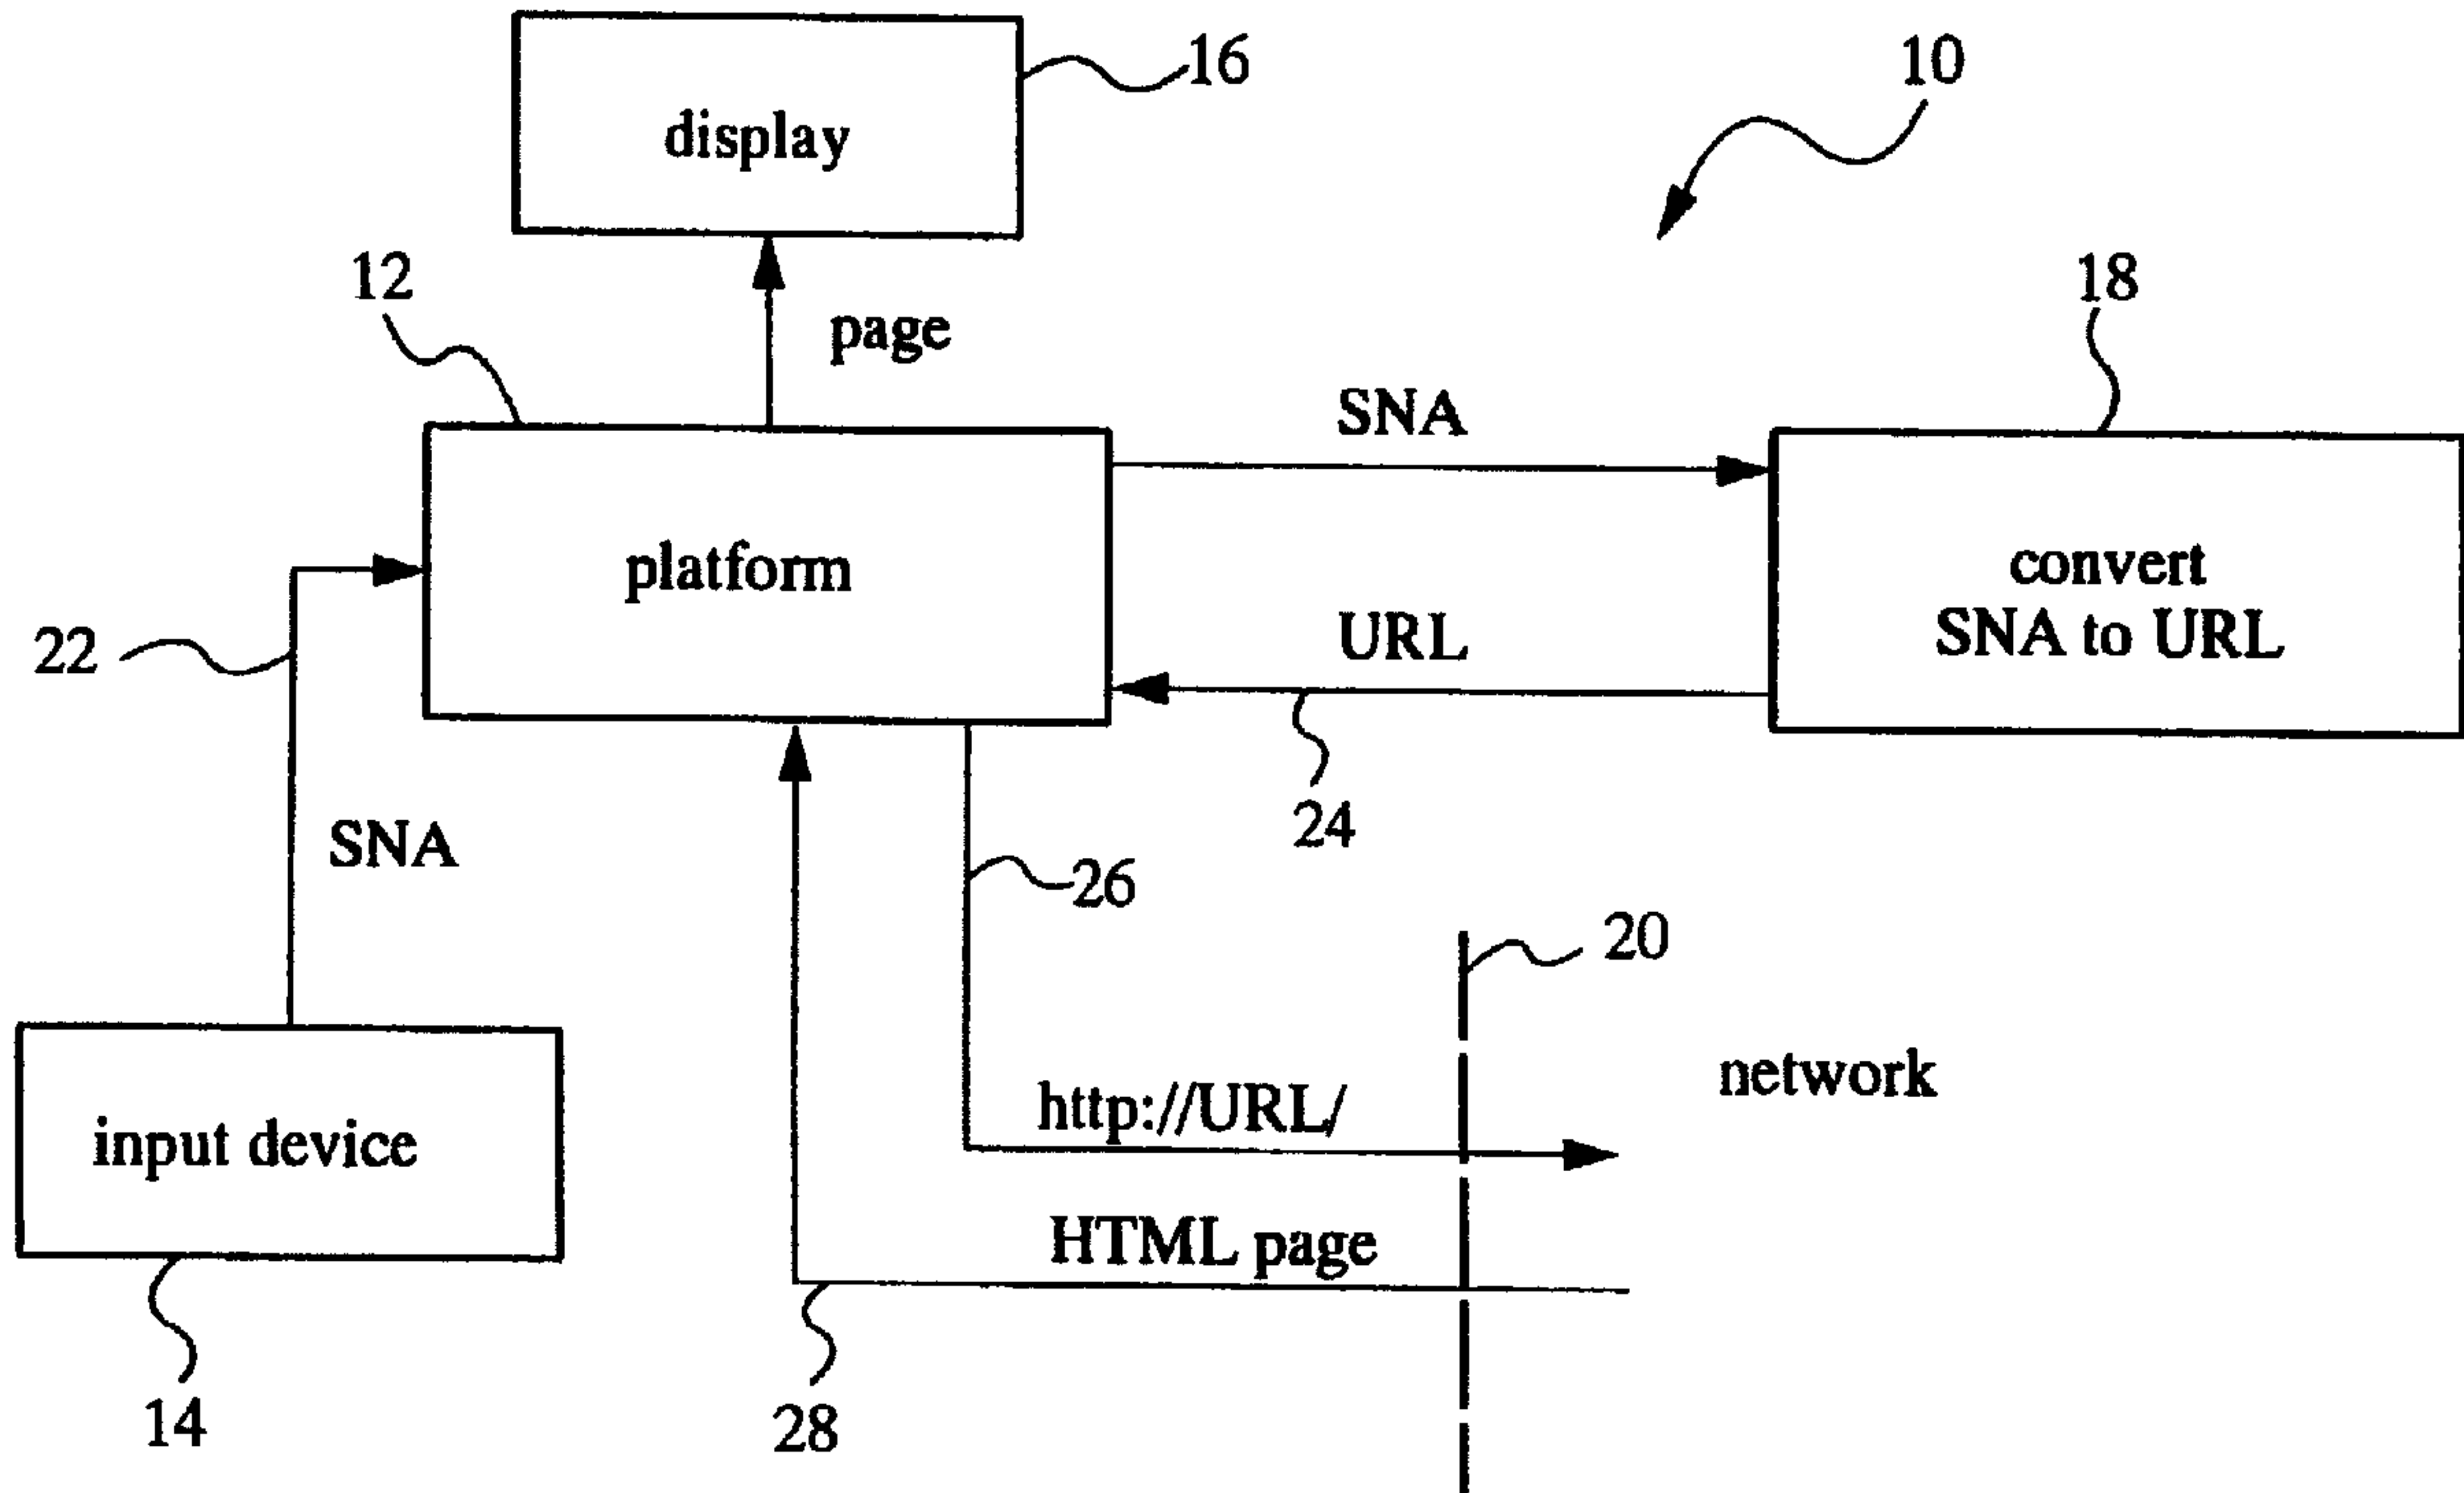 16
10
display
12
18
page
SNA
platform
convert
SNA to URL
22
URL
24
SNA
26
20
network
http://URL/
input device
HTML page
14
28